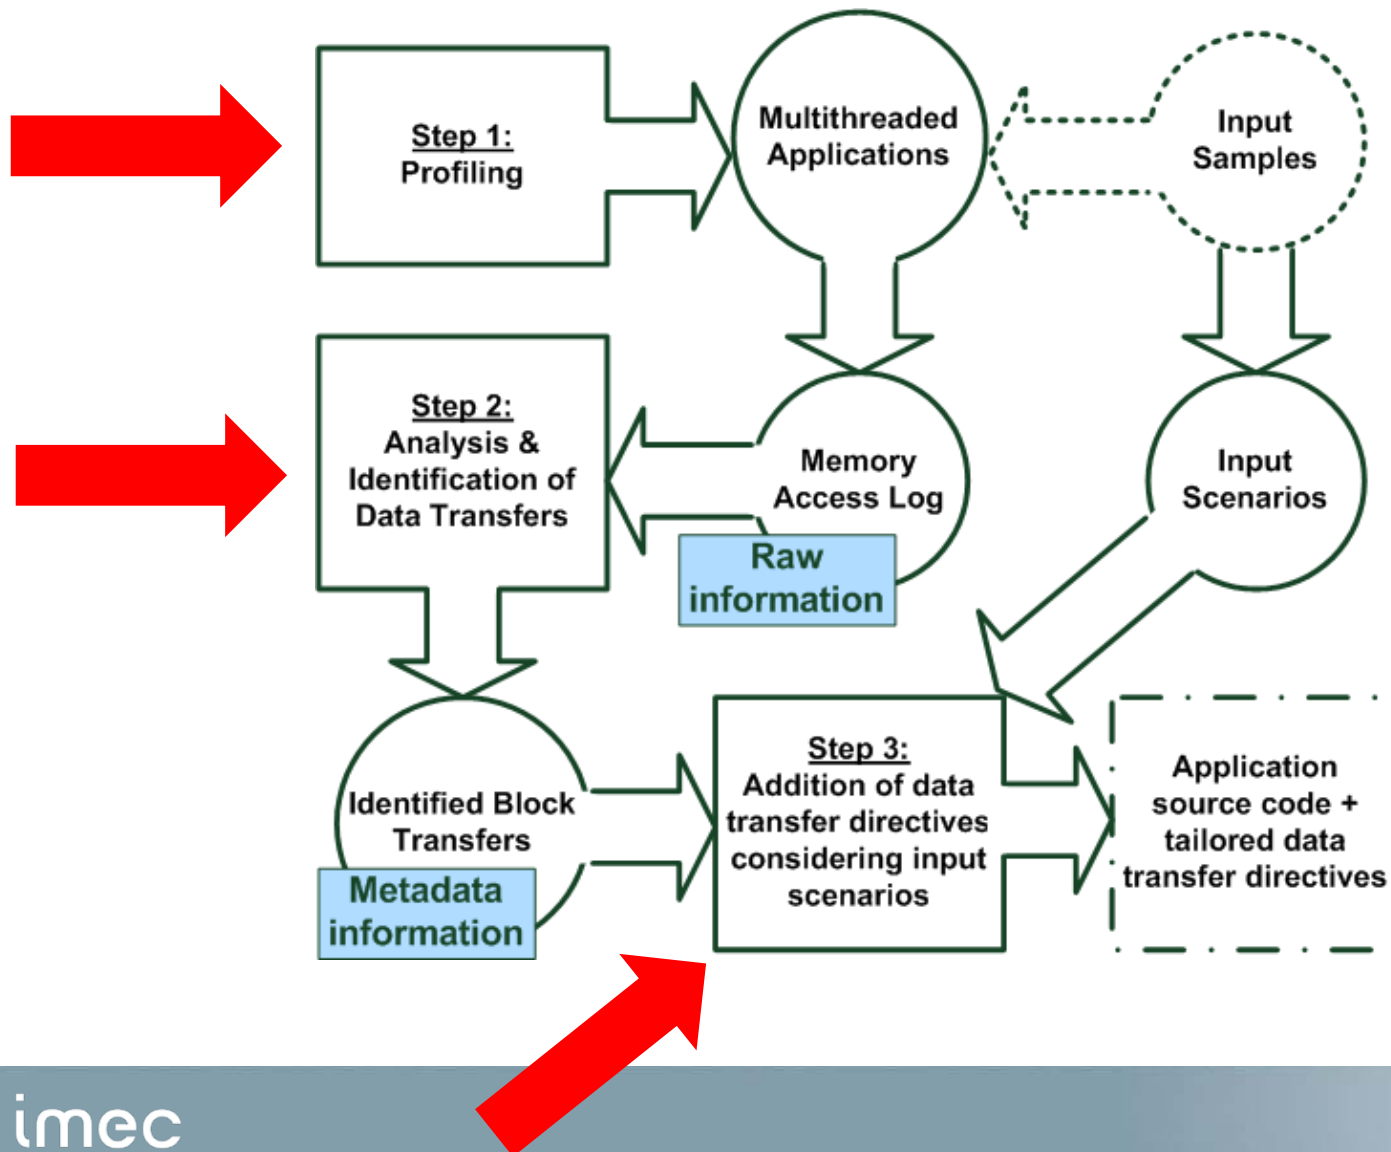 Step 1:
Profiling
Multithreaded
Applications
Input
Samples
Step 2:
Analysis &
Identification of
Data Transfers
Memory
Access Log
Raw
information
Input
Scenarios
Identified Block
Transfers
Metadata
information
Step 3:
Addition of data
transfer directives
considering input
scenarios
Application
source code +
tailored data
transfer directives
imec